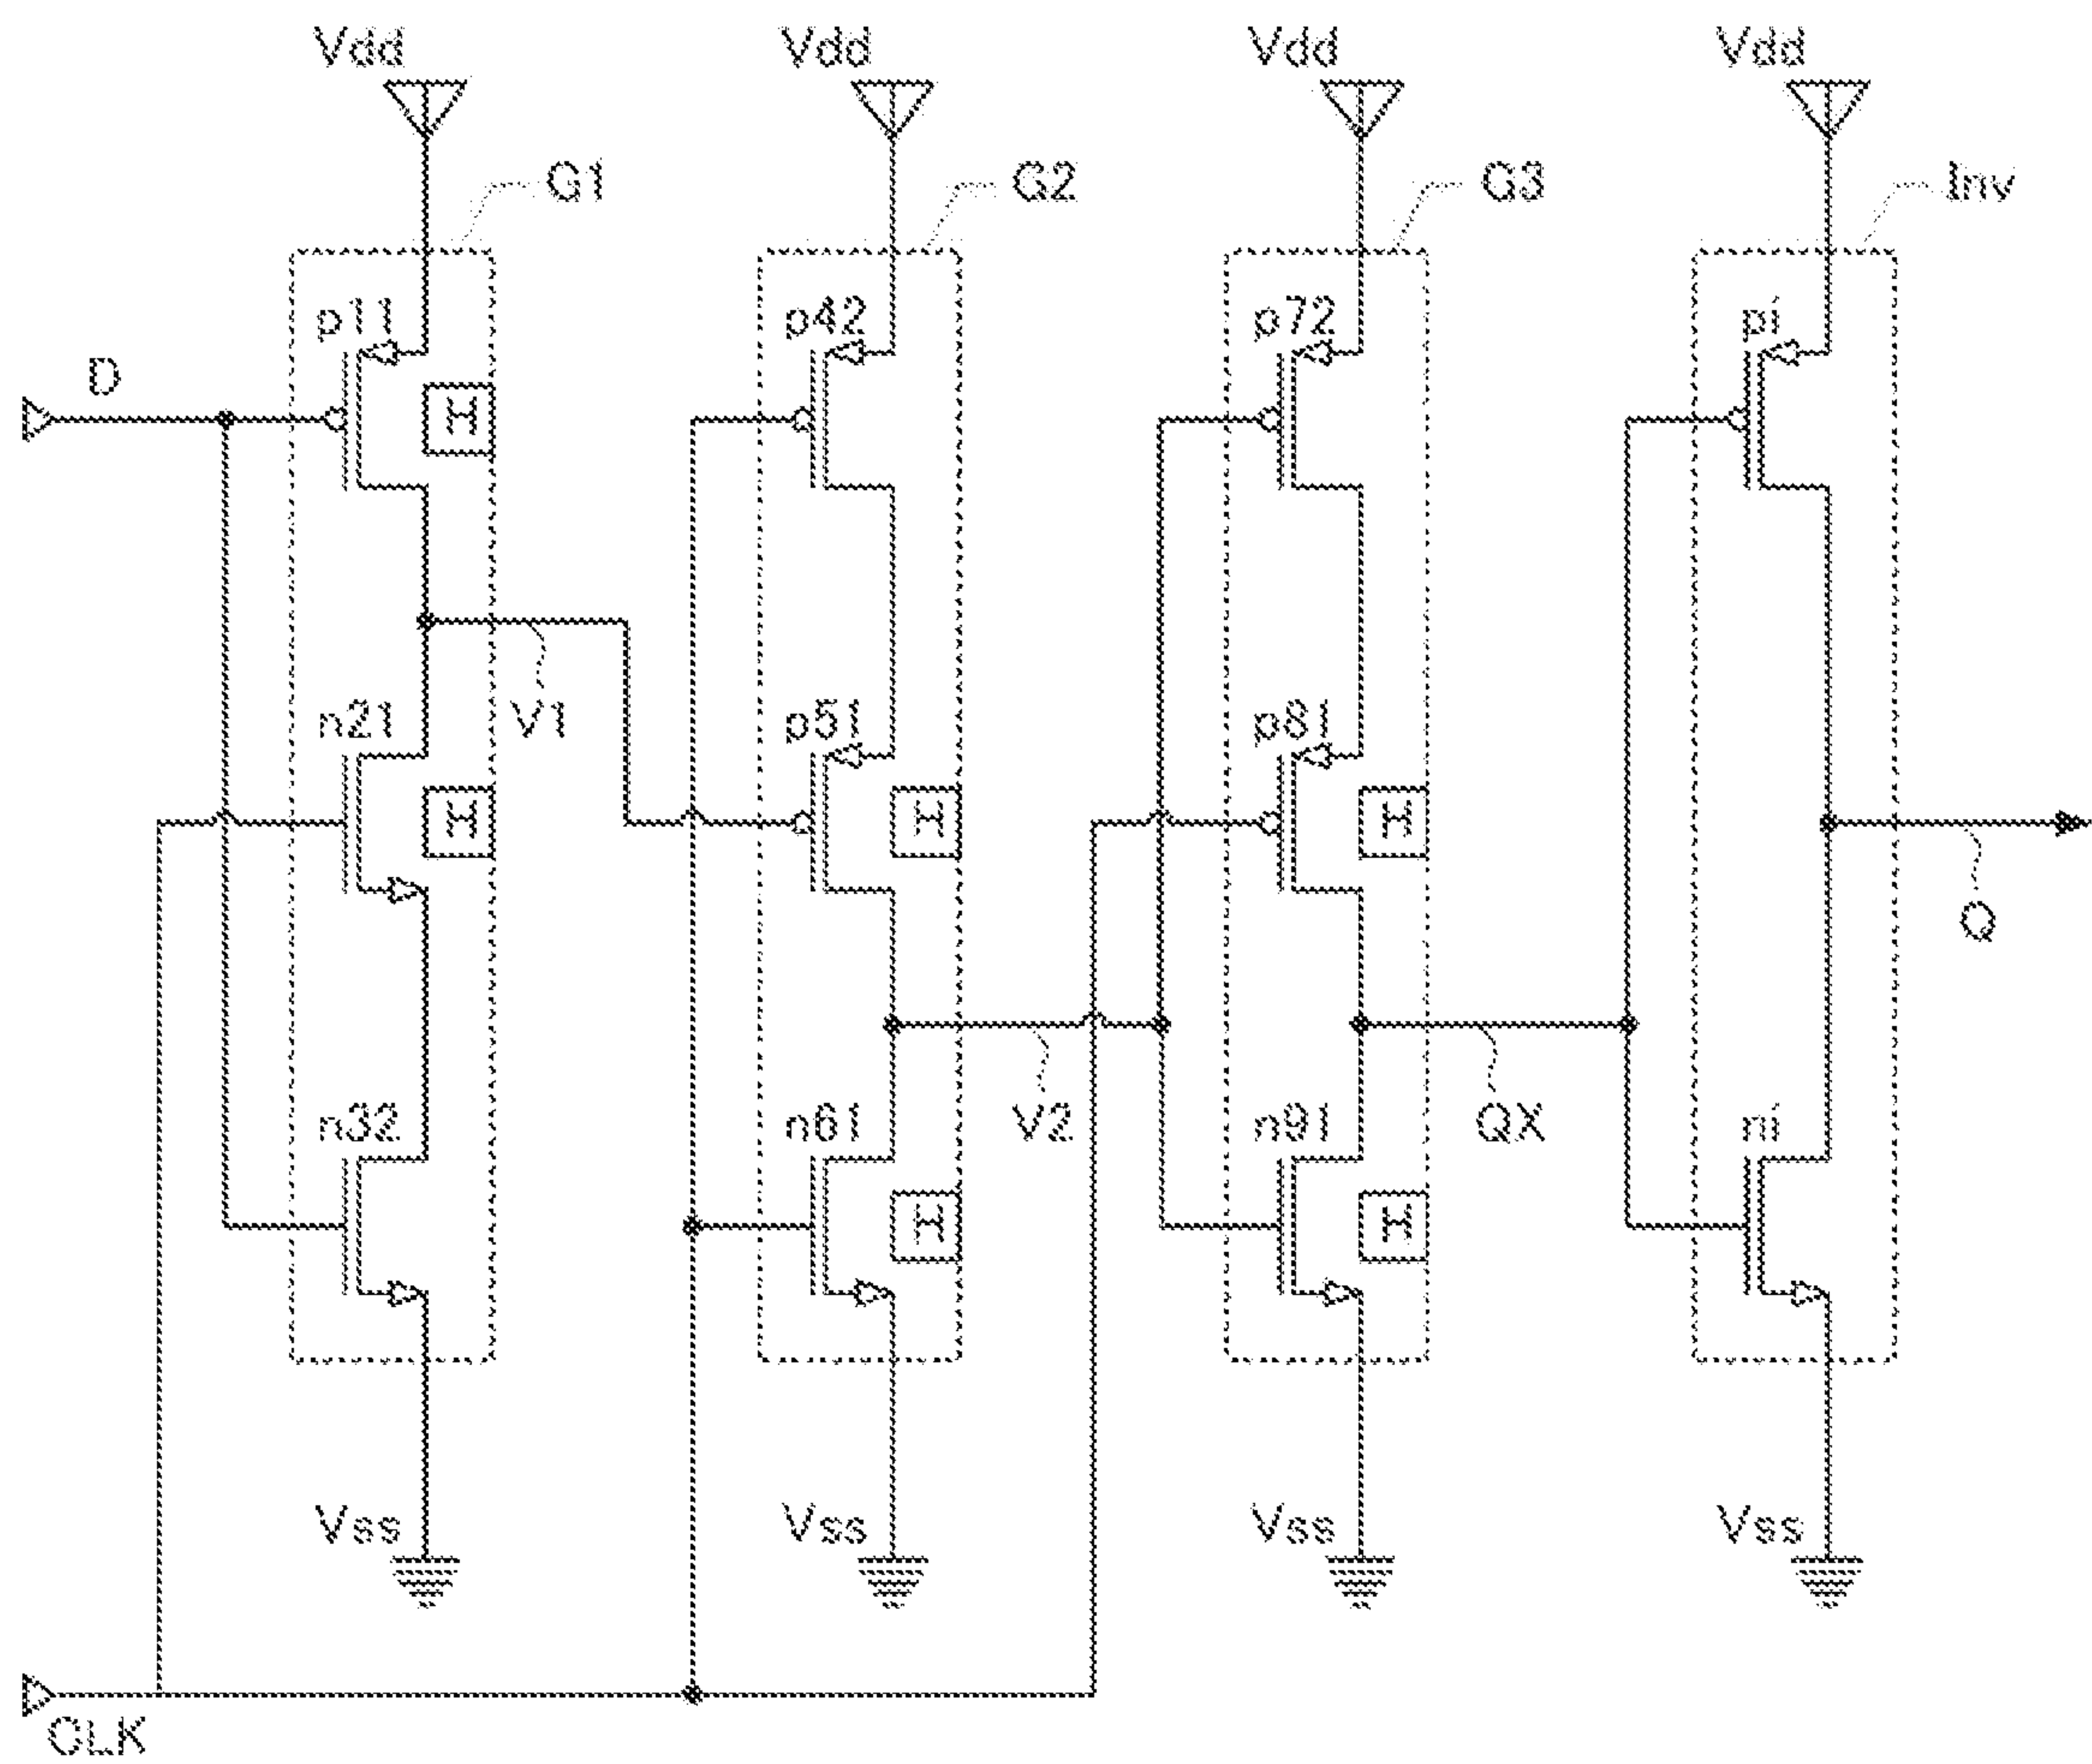 Vdd Vdd Vdd Vdd
G1 G2 G3 Inv
p11 p42 p72 pi
D
H
n21 V1 p51 p81
H H H
Q
n32 n61 V2 n91 QX ni
H H
Vss Vss Vss Vss
CLK